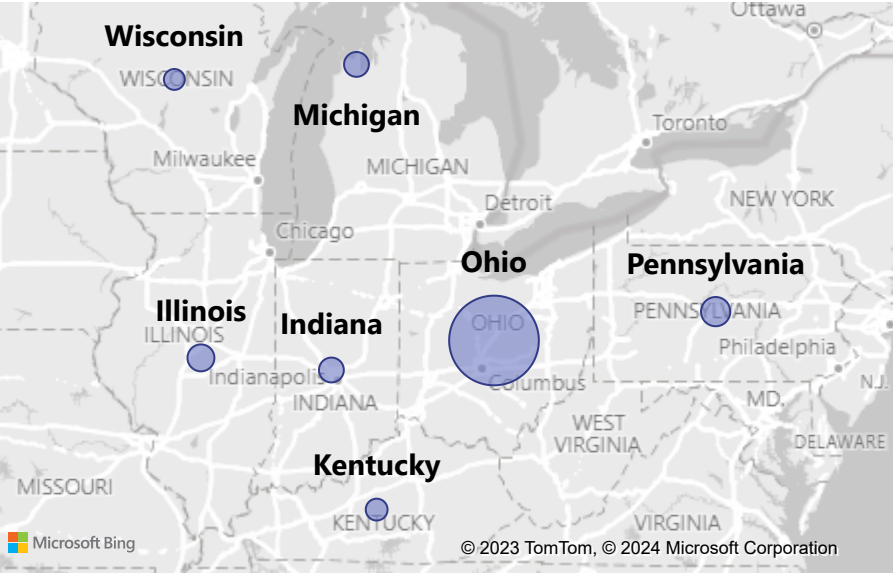 Ottawa
Wisconsin
WISCONSIN
Michigan
Toronto
Milwaukee
MICHIGAN
NEW YORK
Detroit
Chicago
Ohio
Pennsylvania
Illinois
Indiana
OHIO
PENNSYLVANIA
ILLINOIS
Philadelphia
Indianapolis
Columbus
N.J.
INDIANA
MD.
WEST
VIRGINIA
DELAWARE
Kentucky
MISSOURI
KENTUCKY
VIRGINIA
Microsoft Bing
© 2023 TomTom, © 2024 Microsoft Corporation